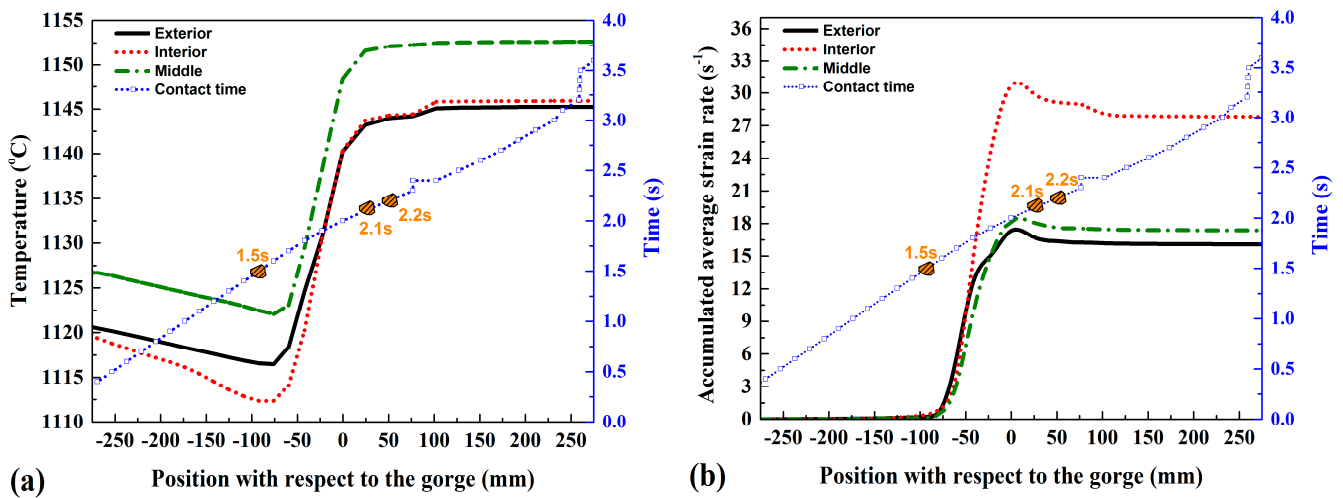 1155
1150
1145
1140
1135
1130
1125
1120
1115
1110
Temperature (⁰C)
Exterior
Interior
Middle
Contact time
1.5s
2.1s
2.2s
4.0
3.5
3.0
2.5
2.0
1.5
1.0
0.5
0.0
Time (s)
-250 -200 -150 -100 -50 0 50 100 150 200 250
Position with respect to the gorge (mm)
(a)
36
33
30
27
24
21
18
15
12
9
6
3
0
Accumulated average strain rate (s⁻¹)
Exterior
Interior
Middle
Contact time
1.5s
2.1s
2.2s
4.0
3.5
3.0
2.5
2.0
1.5
1.0
0.5
0.0
Time (s)
-250 -200 -150 -100 -50 0 50 100 150 200 250
Position with respect to the gorge (mm)
(b)